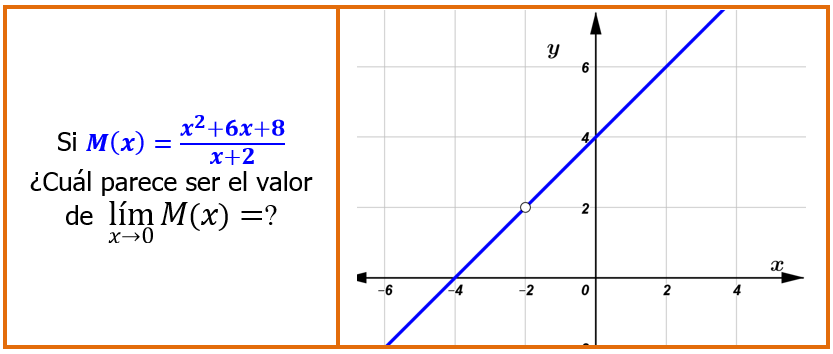 Si M(x) = x²+6x+8 / x+2
¿Cuál parece ser el valor
de lím x→0 M(x) =?
y
6
4
2
x
−6 −4 −2 0 2 4